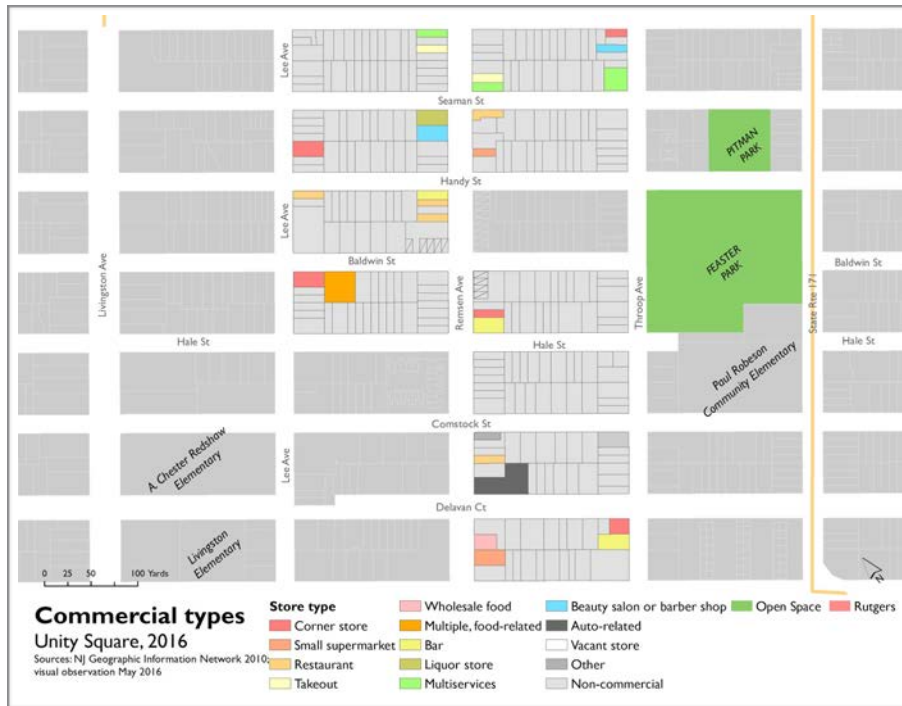 Lee Ave
Seaman St
PITMAN
PARK
Handy St
Lee Ave
FEASTER
PARK
Baldwin St
Baldwin St
Livingston Ave
Remsen Ave
Throop Ave
State Rte 171
Hale St
Hale St
Hale St
Paul Robeson
Community Elementary
Comstock St
A. Chester Redshaw
Elementary
Lee Ave
Delavan Ct
Livingston
Elementary
0 25 50 100 Yards
N
Commercial types
Unity Square, 2016
Sources: NJ Geographic Information Network 2010;
visual observation May 2016
Store type
Corner store
Small supermarket
Restaurant
Takeout
Wholesale food
Multiple, food-related
Bar
Liquor store
Multiservices
Beauty salon or barber shop
Auto-related
Vacant store
Other
Non-commercial
Open Space
Rutgers